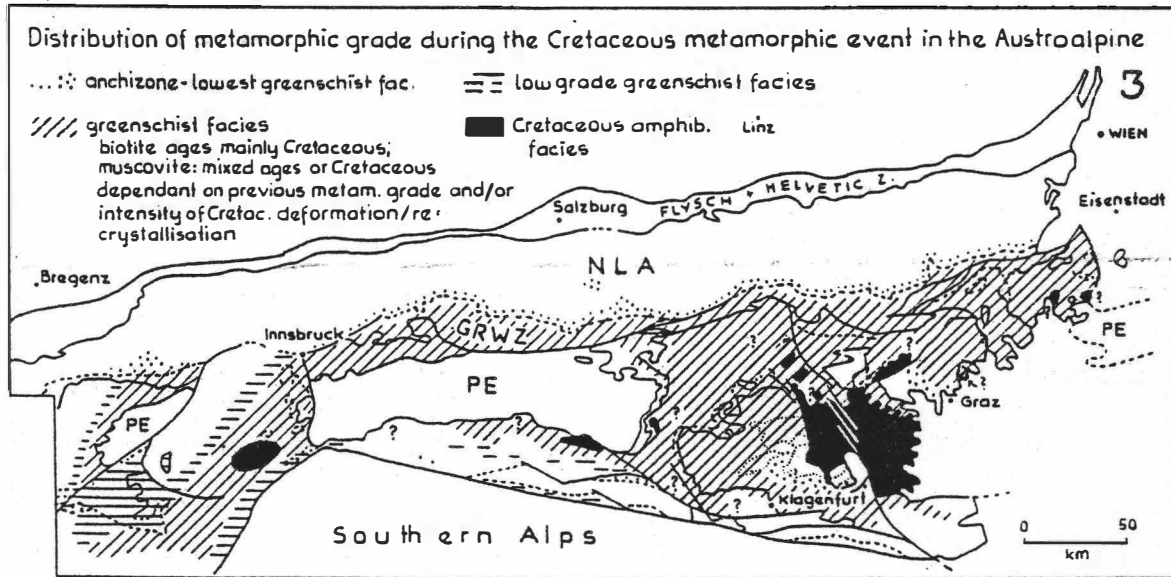 Distribution of metamorphic grade during the Cretaceous metamorphic event in the Austroalpine
3
anchizone - lowest greenschist fac.
low grade greenschist facies
greenschist facies
biotite ages mainly Cretaceous;
muscovite: mixed ages or Cretaceous
dependant on previous metam. grade and/or
intensity of Cretac. deformation/re-
crystallisation
Cretaceous amphib.
facies
Linz
WIEN
FLYSCH + HELVETIC Z.
Salzburg
Eisenstadt
Bregenz
NLA
Innsbruck
GRWZ
PE
PE
PE
?
?
?
?
?
?
?
?
?
Graz
Klagenfurt
Southern Alps
0 50
km